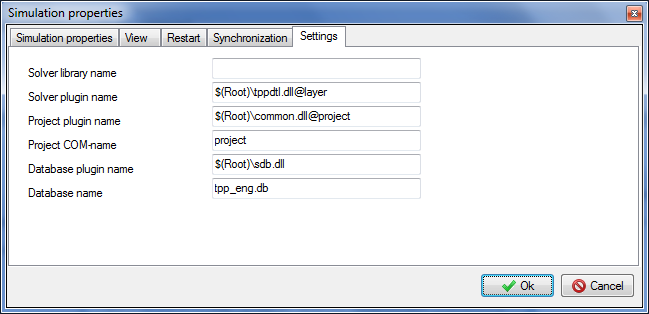 Simulation properties
Simulation properties View Restart Synchronization Settings
Solver library name
Solver plugin name $(Root)\tppdtl.dll@layer
Project plugin name $(Root)\common.dll@project
Project COM-name project
Database plugin name $(Root)\sdb.dll
Database name tpp_eng.db
Ok Cancel